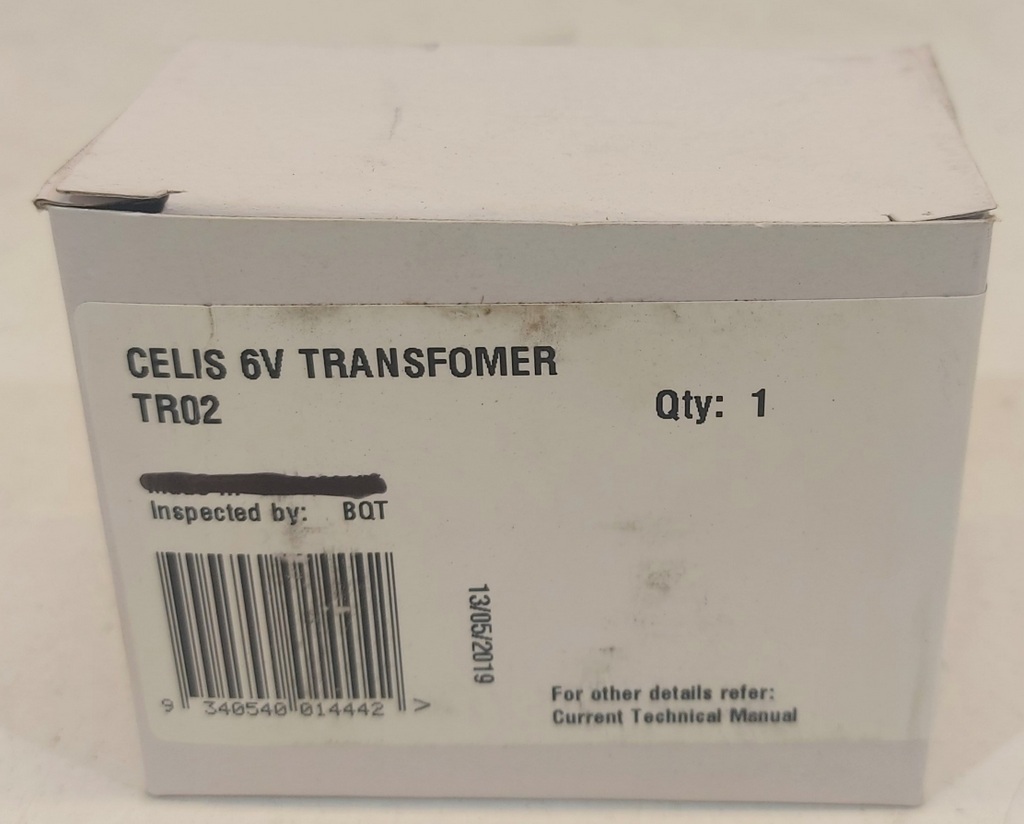 CELIS 6V TRANSFOMER
TR02
Qty: 1
Inspected by: BQT
13/05/2019
9 340540 014442 >
For other details refer:
Current Technical Manual